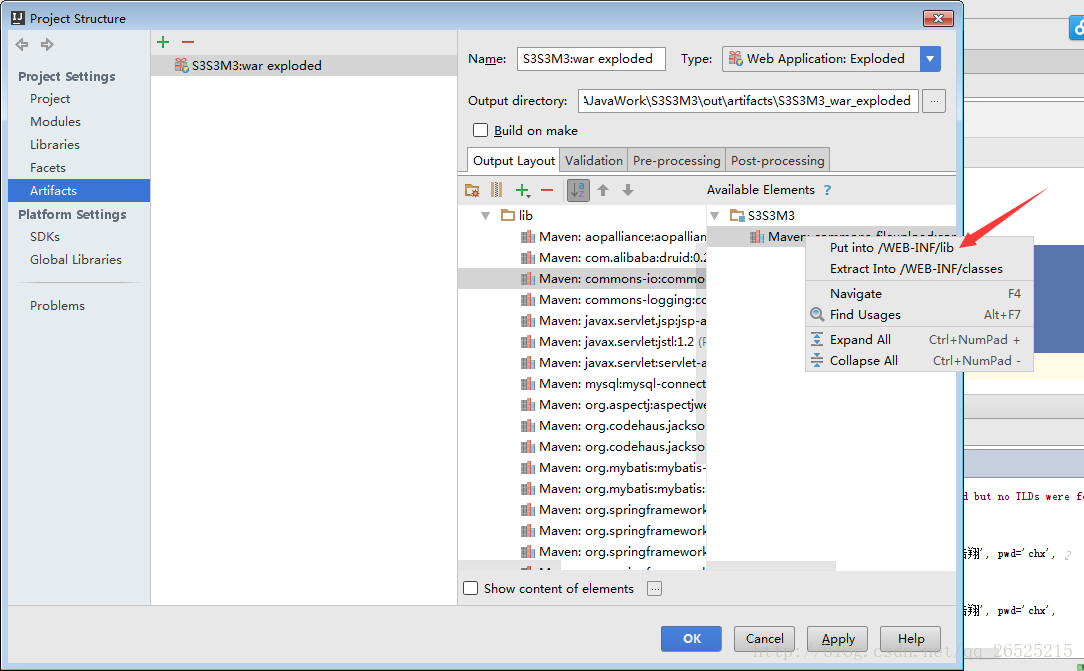 Project Structure
Project Settings
Project
Modules
Libraries
Facets
Artifacts
Platform Settings
SDKs
Global Libraries
Problems
S3S3M3:war exploded
Name: S3S3M3:war exploded Type: Web Application: Exploded
Output directory: \JavaWork\S3S3M3\out\artifacts\S3S3M3_war_exploded ...
Build on make
Output Layout Validation Pre-processing Post-processing
Available Elements ?
lib
Maven: aopalliance:aopallian
Maven: com.alibaba:druid:0.2
Maven: commons-io:commo
Maven: commons-logging:co
Maven: javax.servlet.jsp:jsp-a
Maven: javax.servlet:jstl:1.2 (P
Maven: javax.servlet:servlet-a
Maven: mysql:mysql-connect
Maven: org.aspectj:aspectjwe
Maven: org.codehaus.jackso
Maven: org.codehaus.jackso
Maven: org.mybatis:mybatis-
Maven: org.mybatis:mybatis:
Maven: org.springframework
Maven: org.springframework
Maven: org.springframework
S3S3M3
Maven: commons-fileupload:com
Put into /WEB-INF/lib
Extract Into /WEB-INF/classes
Navigate F4
Find Usages Alt+F7
Expand All Ctrl+NumPad +
Collapse All Ctrl+NumPad -
Show content of elements ...
OK Cancel Apply Help
d but no TLDs were fo
翔', pwd='chx', 2
翔', pwd='chx',
http://blog.csdn.net/qq_26525215